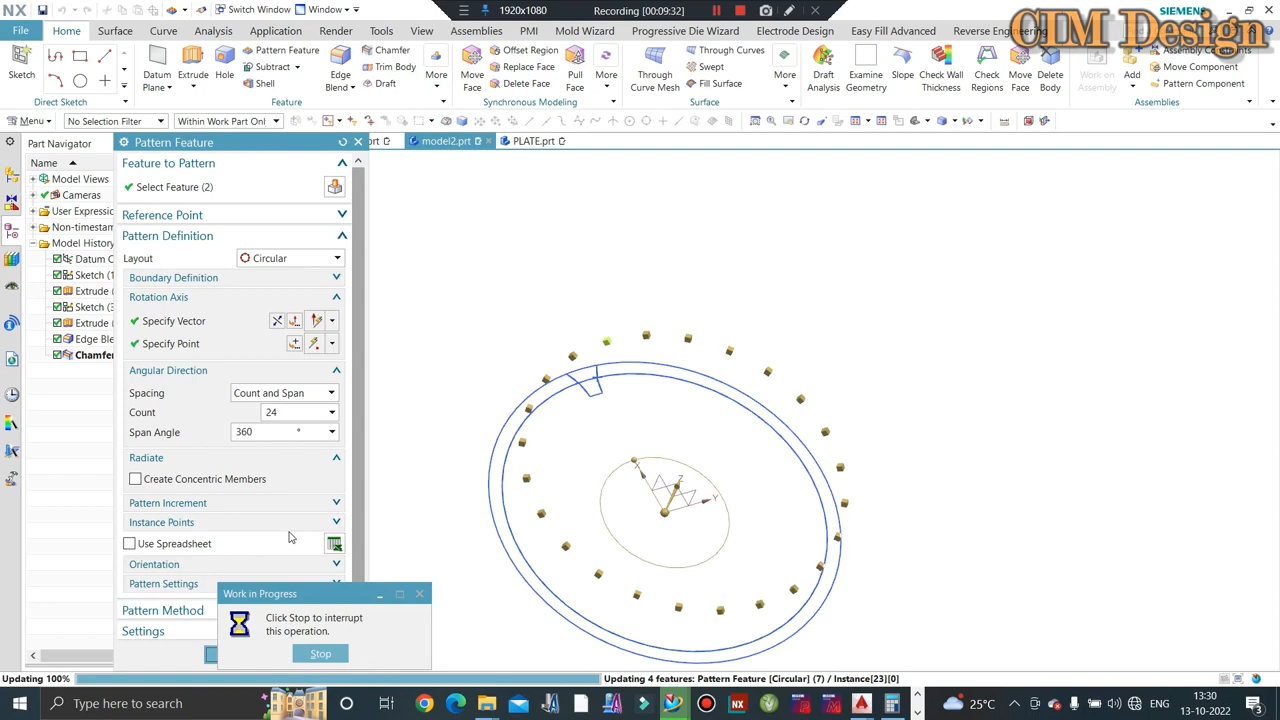 NX
Switch Window
Window
1920x1080
Recording [00:09:32]
SIEMENS
CIM Design
File
Home
Surface
Curve
Analysis
Application
Render
Tools
View
Assemblies
PMI
Mold Wizard
Progressive Die Wizard
Electrode Design
Easy Fill Advanced
Reverse Engineering
Sketch
Datum Plane
Extrude
Hole
Pattern Feature
Subtract
Shell
Edge Blend
Chamfer
Trim Body
Draft
More
Move Face
Offset Region
Replace Face
Delete Face
Pull Face
More
Through Curve Mesh
Through Curves
Swept
Fill Surface
More
Draft Analysis
Examine Geometry
Slope
Check Wall Thickness
Check Regions
Move Face
Delete Body
Work on Assembly
Add
Assembly Constraints
Move Component
Pattern Component
Direct Sketch
Feature
Synchronous Modeling
Surface
Assemblies
Menu
No Selection Filter
Within Work Part Onl
Part Navigator
Name
Model Views
Cameras
User Expressio
Non-timestam
Model History
Datum C
Sketch (1
Extrude (
Sketch (3
Extrude (
Edge Ble
Chamfe
Pattern Feature
prt
model2.prt
PLATE.prt
Feature to Pattern
Select Feature (2)
Reference Point
Pattern Definition
Layout
Circular
Boundary Definition
Rotation Axis
Specify Vector
Specify Point
Angular Direction
Spacing
Count and Span
Count
24
Span Angle
360
°
Radiate
Create Concentric Members
Pattern Increment
Instance Points
Use Spreadsheet
Orientation
Pattern Settings
Pattern Method
Settings
X
Z
Y
Work in Progress
Click Stop to interrupt
this operation.
Stop
Updating 100%
Updating 4 features: Pattern Feature [Circular] (7) / Instance[23][0]
Type here to search
25°C
ENG
13:30
13-10-2022
3